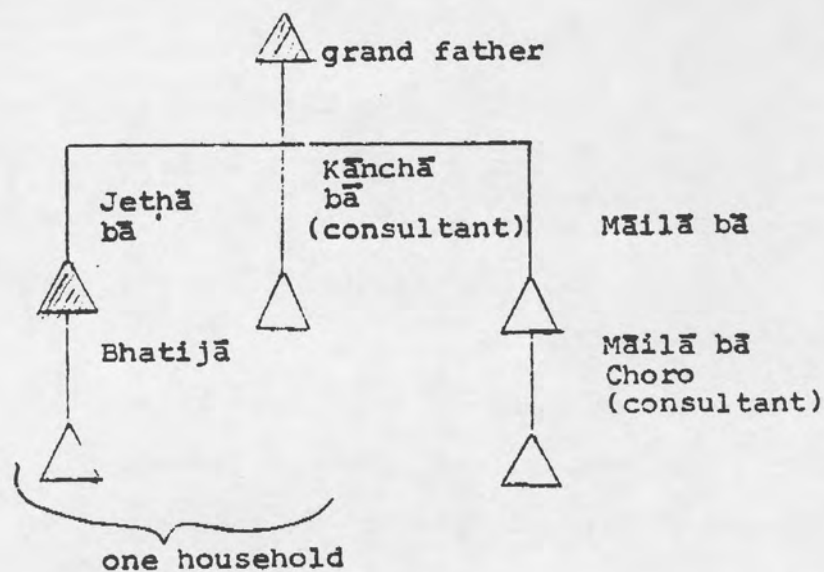 grand father
Jethā
bā
Kānchā
bā
(consultant)
Māilā bā
Bhatijā
Māilā bā
Choro
(consultant)
one household